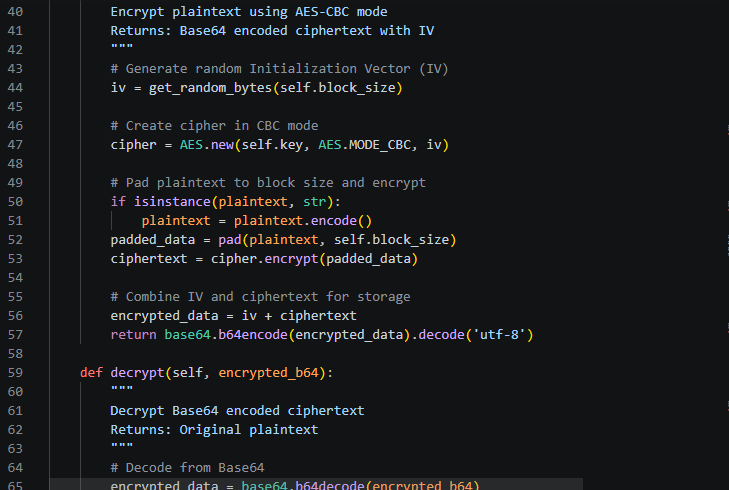 40 Encrypt plaintext using AES-CBC mode
41 Returns: Base64 encoded ciphertext with IV
42 """
43 # Generate random Initialization Vector (IV)
44 iv = get_random_bytes(self.block_size)
45
46 # Create cipher in CBC mode
47 cipher = AES.new(self.key, AES.MODE_CBC, iv)
48
49 # Pad plaintext to block size and encrypt
50 if isinstance(plaintext, str):
51 plaintext = plaintext.encode()
52 padded_data = pad(plaintext, self.block_size)
53 ciphertext = cipher.encrypt(padded_data)
54
55 # Combine IV and ciphertext for storage
56 encrypted_data = iv + ciphertext
57 return base64.b64encode(encrypted_data).decode('utf-8')
58
59 def decrypt(self, encrypted_b64):
60 """
61 Decrypt Base64 encoded ciphertext
62 Returns: Original plaintext
63 """
64 # Decode from Base64
65 encrypted_data = base64.b64decode(encrypted_b64)